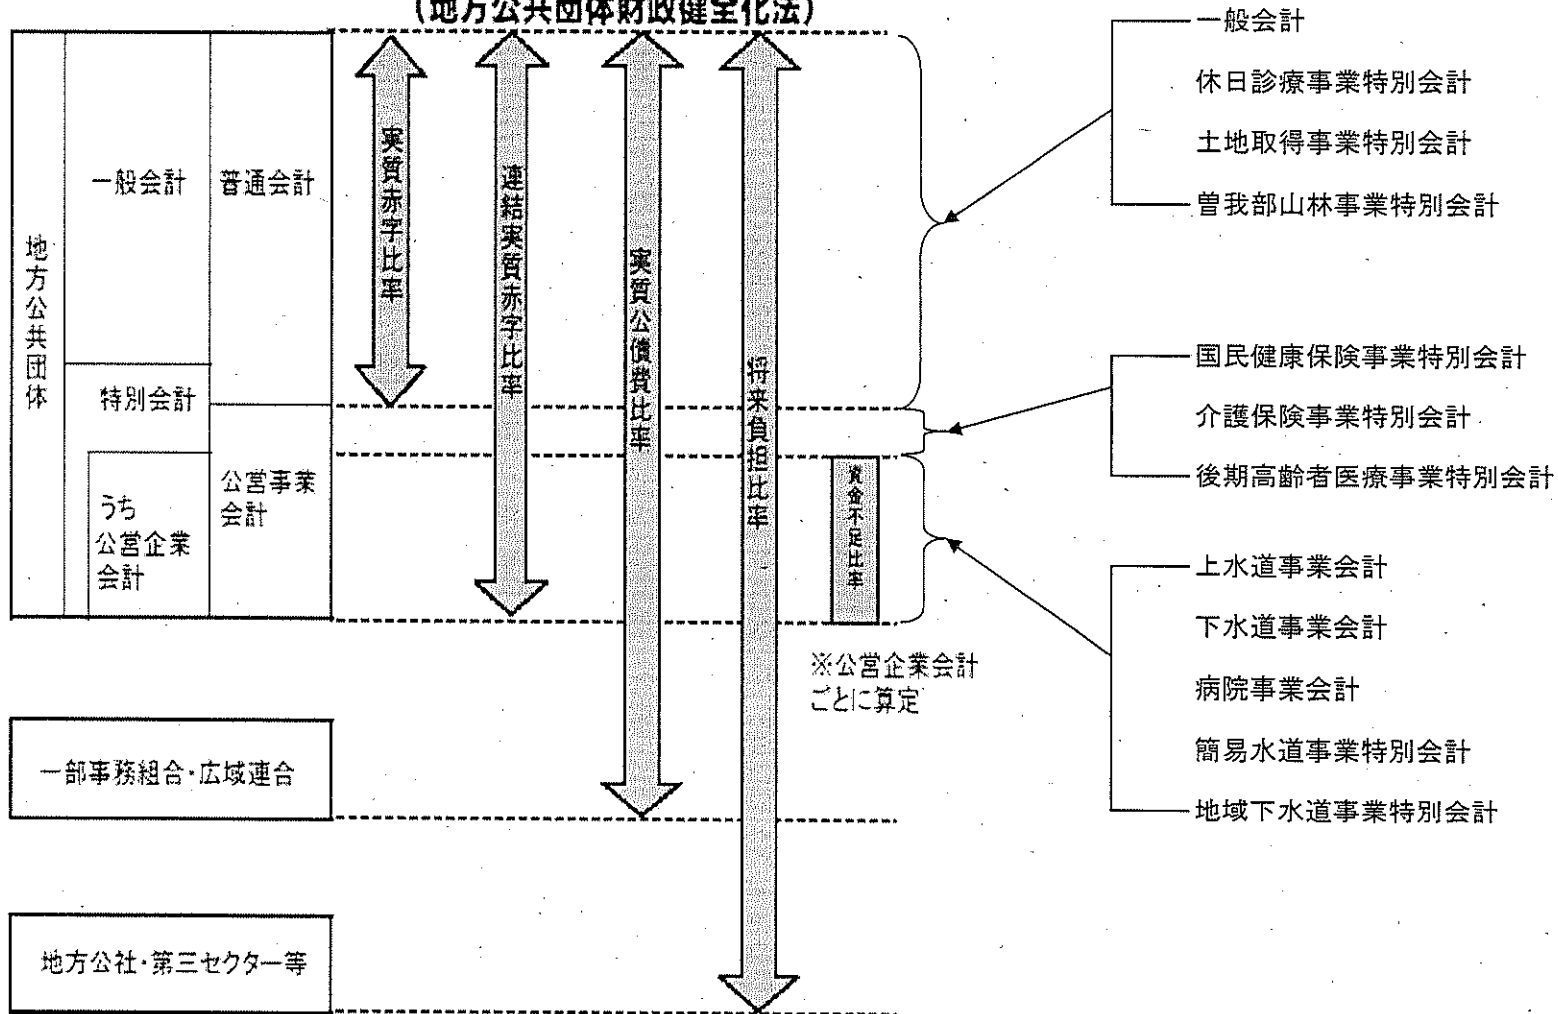 (地方公共団体財政健全化法)
地方公共団体
一般会計
普通会計
特別会計
うち
公営企業
会計
公営事業
会計
実質赤字比率
連結実質赤字比率
実質公債費比率
将来負担比率
資金不足比率
※公営企業会計
ごとに算定
一部事務組合・広域連合
地方公社・第三セクター等
一般会計
休日診療事業特別会計
土地取得事業特別会計
曽我部山林事業特別会計
国民健康保険事業特別会計
介護保険事業特別会計
後期高齢者医療事業特別会計
上水道事業会計
下水道事業会計
病院事業会計
簡易水道事業特別会計
地域下水道事業特別会計